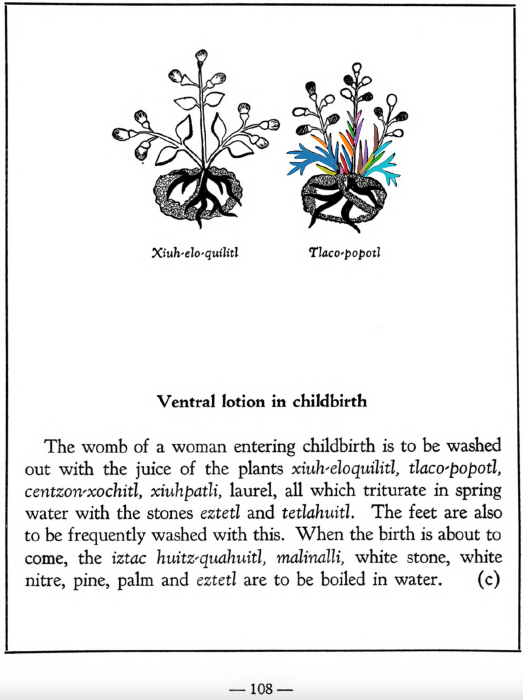 Xiuh-elo-quilitl Tlaco-popotl
Ventral lotion in childbirth
The womb of a woman entering childbirth is to be washed
out with the juice of the plants xiuh-eloquilitl, tlaco-popotl,
centzon-xochitl, xiuhpatli, laurel, all which triturate in spring
water with the stones eztetl and tetlahuitl. The feet are also
to be frequently washed with this. When the birth is about to
come, the iztac huitz-quahuitl, malinalli, white stone, white
nitre, pine, palm and eztetl are to be boiled in water. (c)
— 108 —